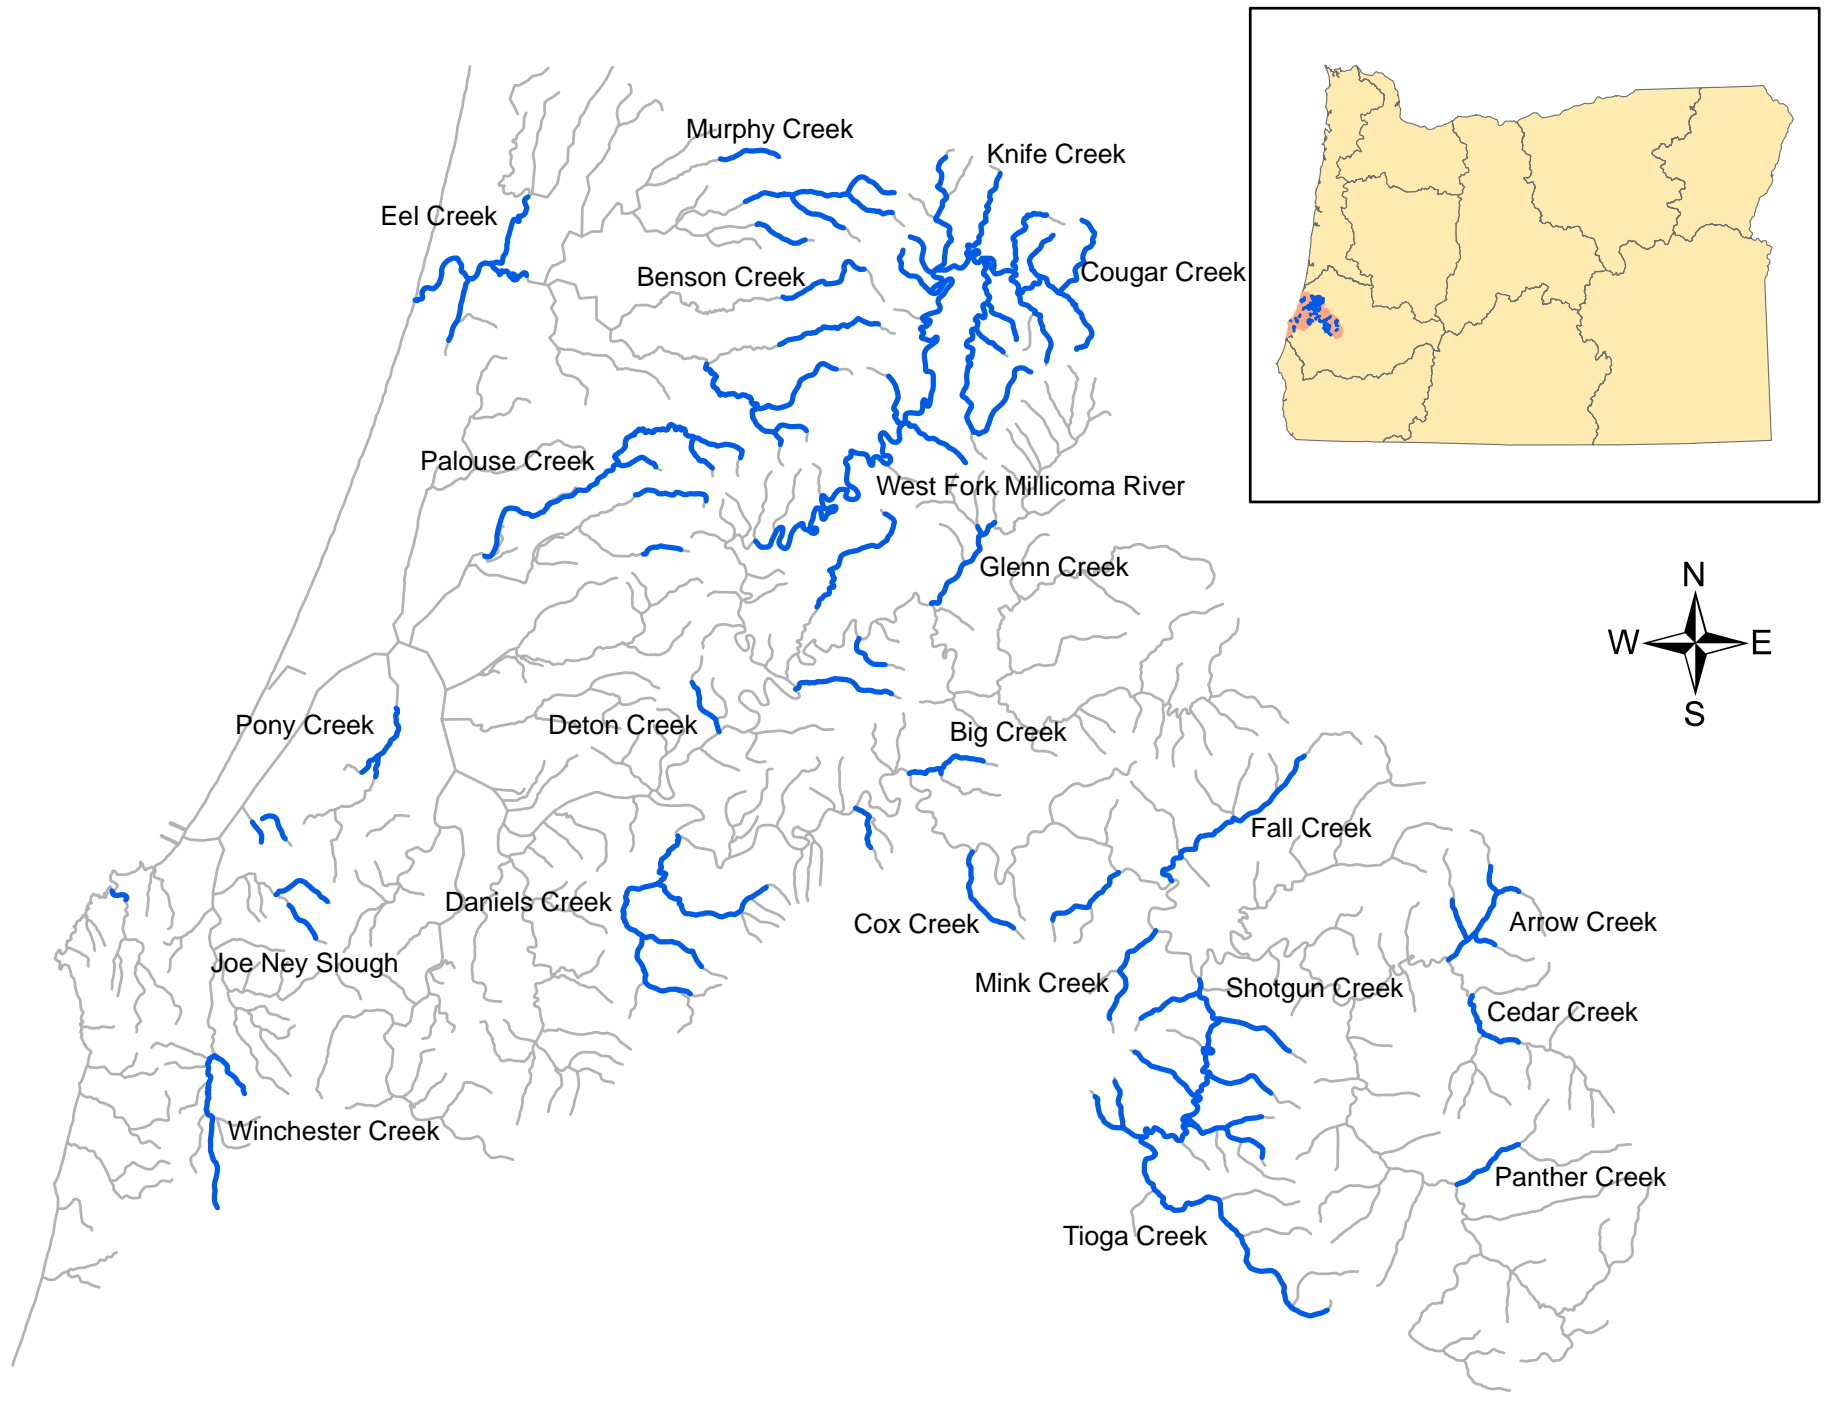 Murphy Creek
Knife Creek
Eel Creek
Benson Creek
Cougar Creek
Palouse Creek
West Fork Millicoma River
Glenn Creek
N
W
E
S
Pony Creek
Deton Creek
Big Creek
Fall Creek
Daniels Creek
Cox Creek
Arrow Creek
Joe Ney Slough
Mink Creek
Shotgun Creek
Cedar Creek
Winchester Creek
Panther Creek
Tioga Creek